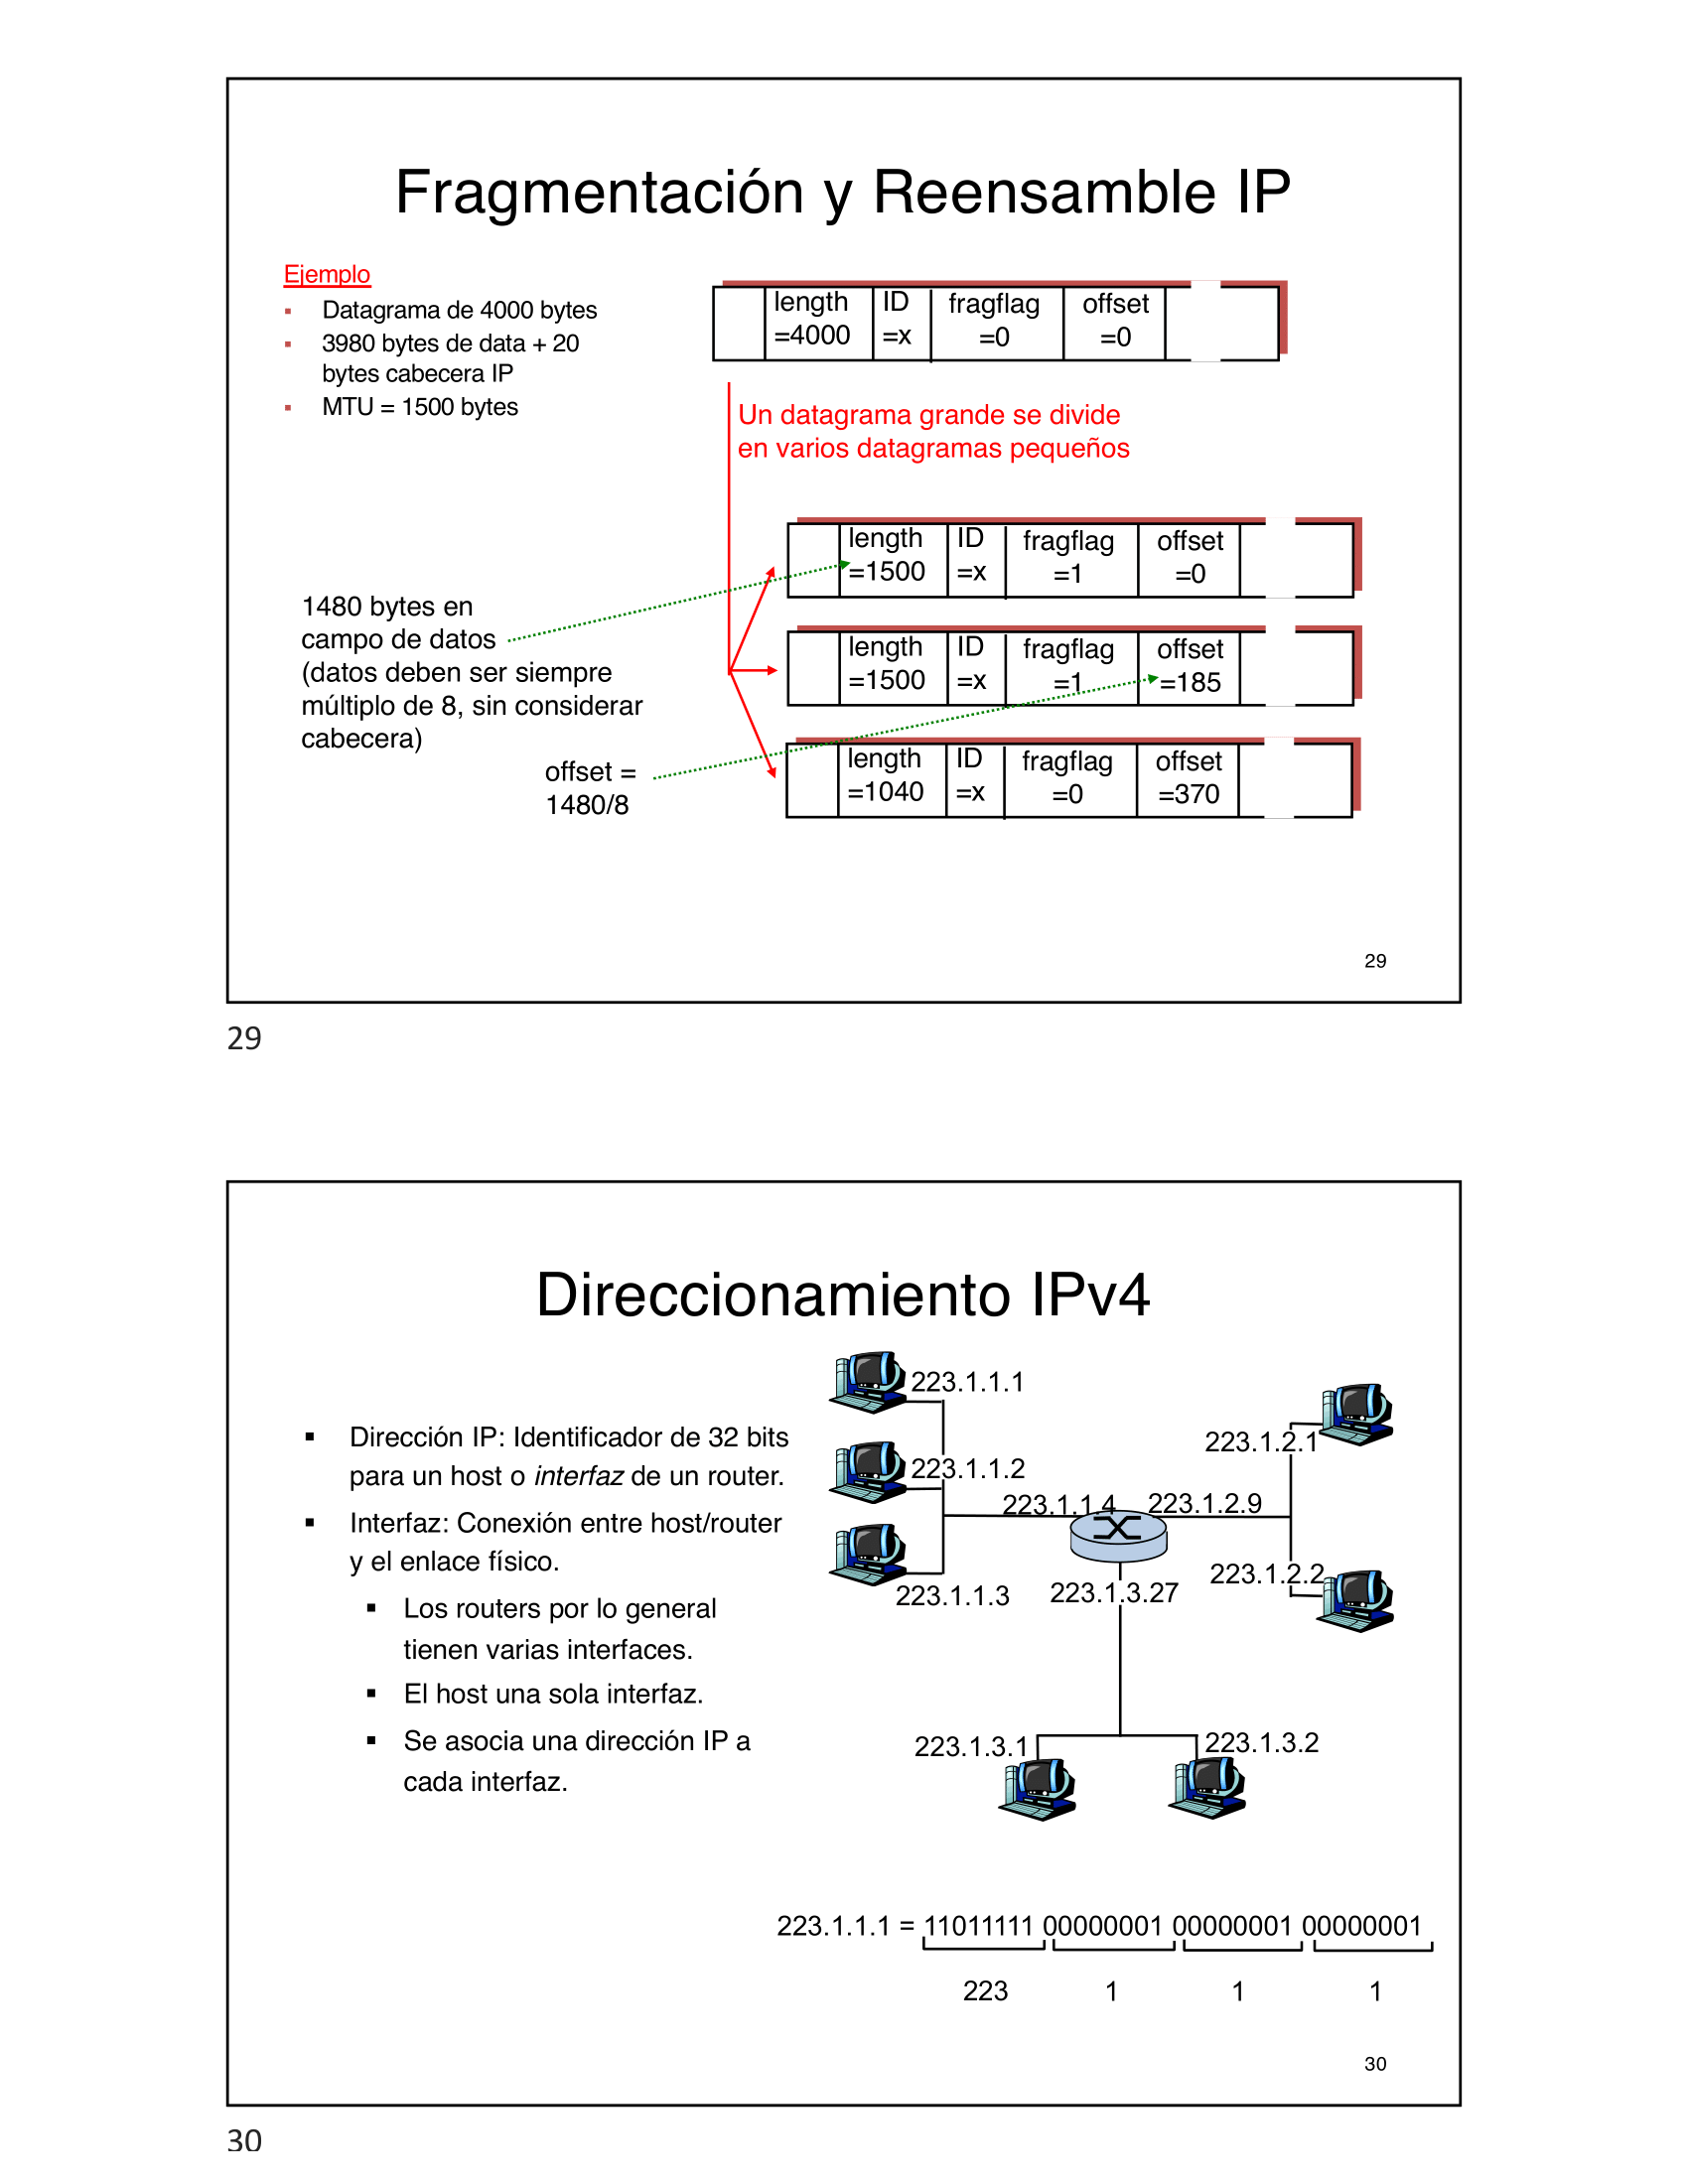 Fragmentación y Reensamble IP
Ejemplo
▪ Datagrama de 4000 bytes
▪ 3980 bytes de data + 20
bytes cabecera IP
▪ MTU = 1500 bytes
length ID fragflag offset
=4000 =x =0 =0
Un datagrama grande se divide
en varios datagramas pequeños
length ID fragflag offset
=1500 =x =1 =0
length ID fragflag offset
=1500 =x =1 =185
length ID fragflag offset
=1040 =x =0 =370
1480 bytes en
campo de datos
(datos deben ser siempre
múltiplo de 8, sin considerar
cabecera)
offset =
1480/8
29
29
Direccionamiento IPv4
▪ Dirección IP: Identificador de 32 bits
para un host o interfaz de un router.
▪ Interfaz: Conexión entre host/router
y el enlace físico.
▪ Los routers por lo general
tienen varias interfaces.
▪ El host una sola interfaz.
▪ Se asocia una dirección IP a
cada interfaz.
223.1.1.1
223.1.1.2
223.1.1.3
223.1.1.4
223.1.2.9
223.1.2.1
223.1.2.2
223.1.3.27
223.1.3.1
223.1.3.2
223.1.1.1 = 11011111 00000001 00000001 00000001
223 1 1 1
30
30